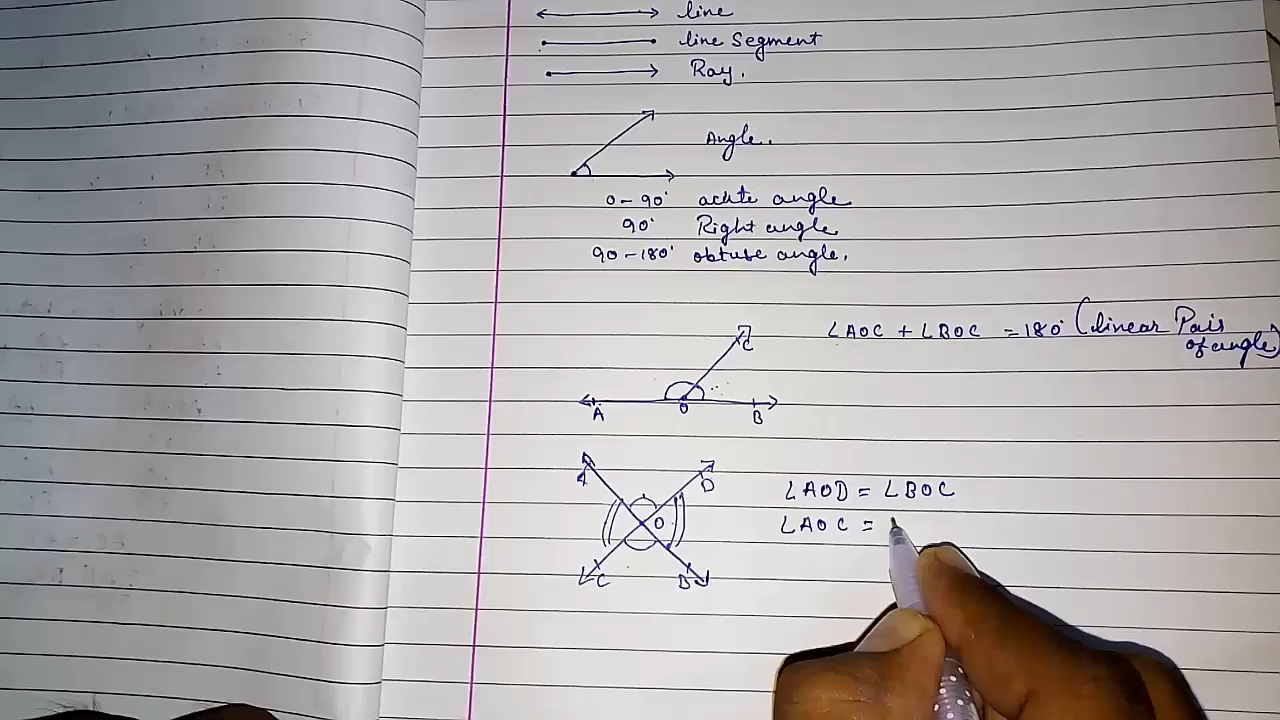 line
line Segment
Ray.
Angle.
0-90° acute angle
90° Right angle
90-180° obtuse angle.
∠AOC + ∠BOC = 180° (linear Pair
of angle)
C
A O B
A D
∠AOD = ∠BOC
O
∠AOC =
C B